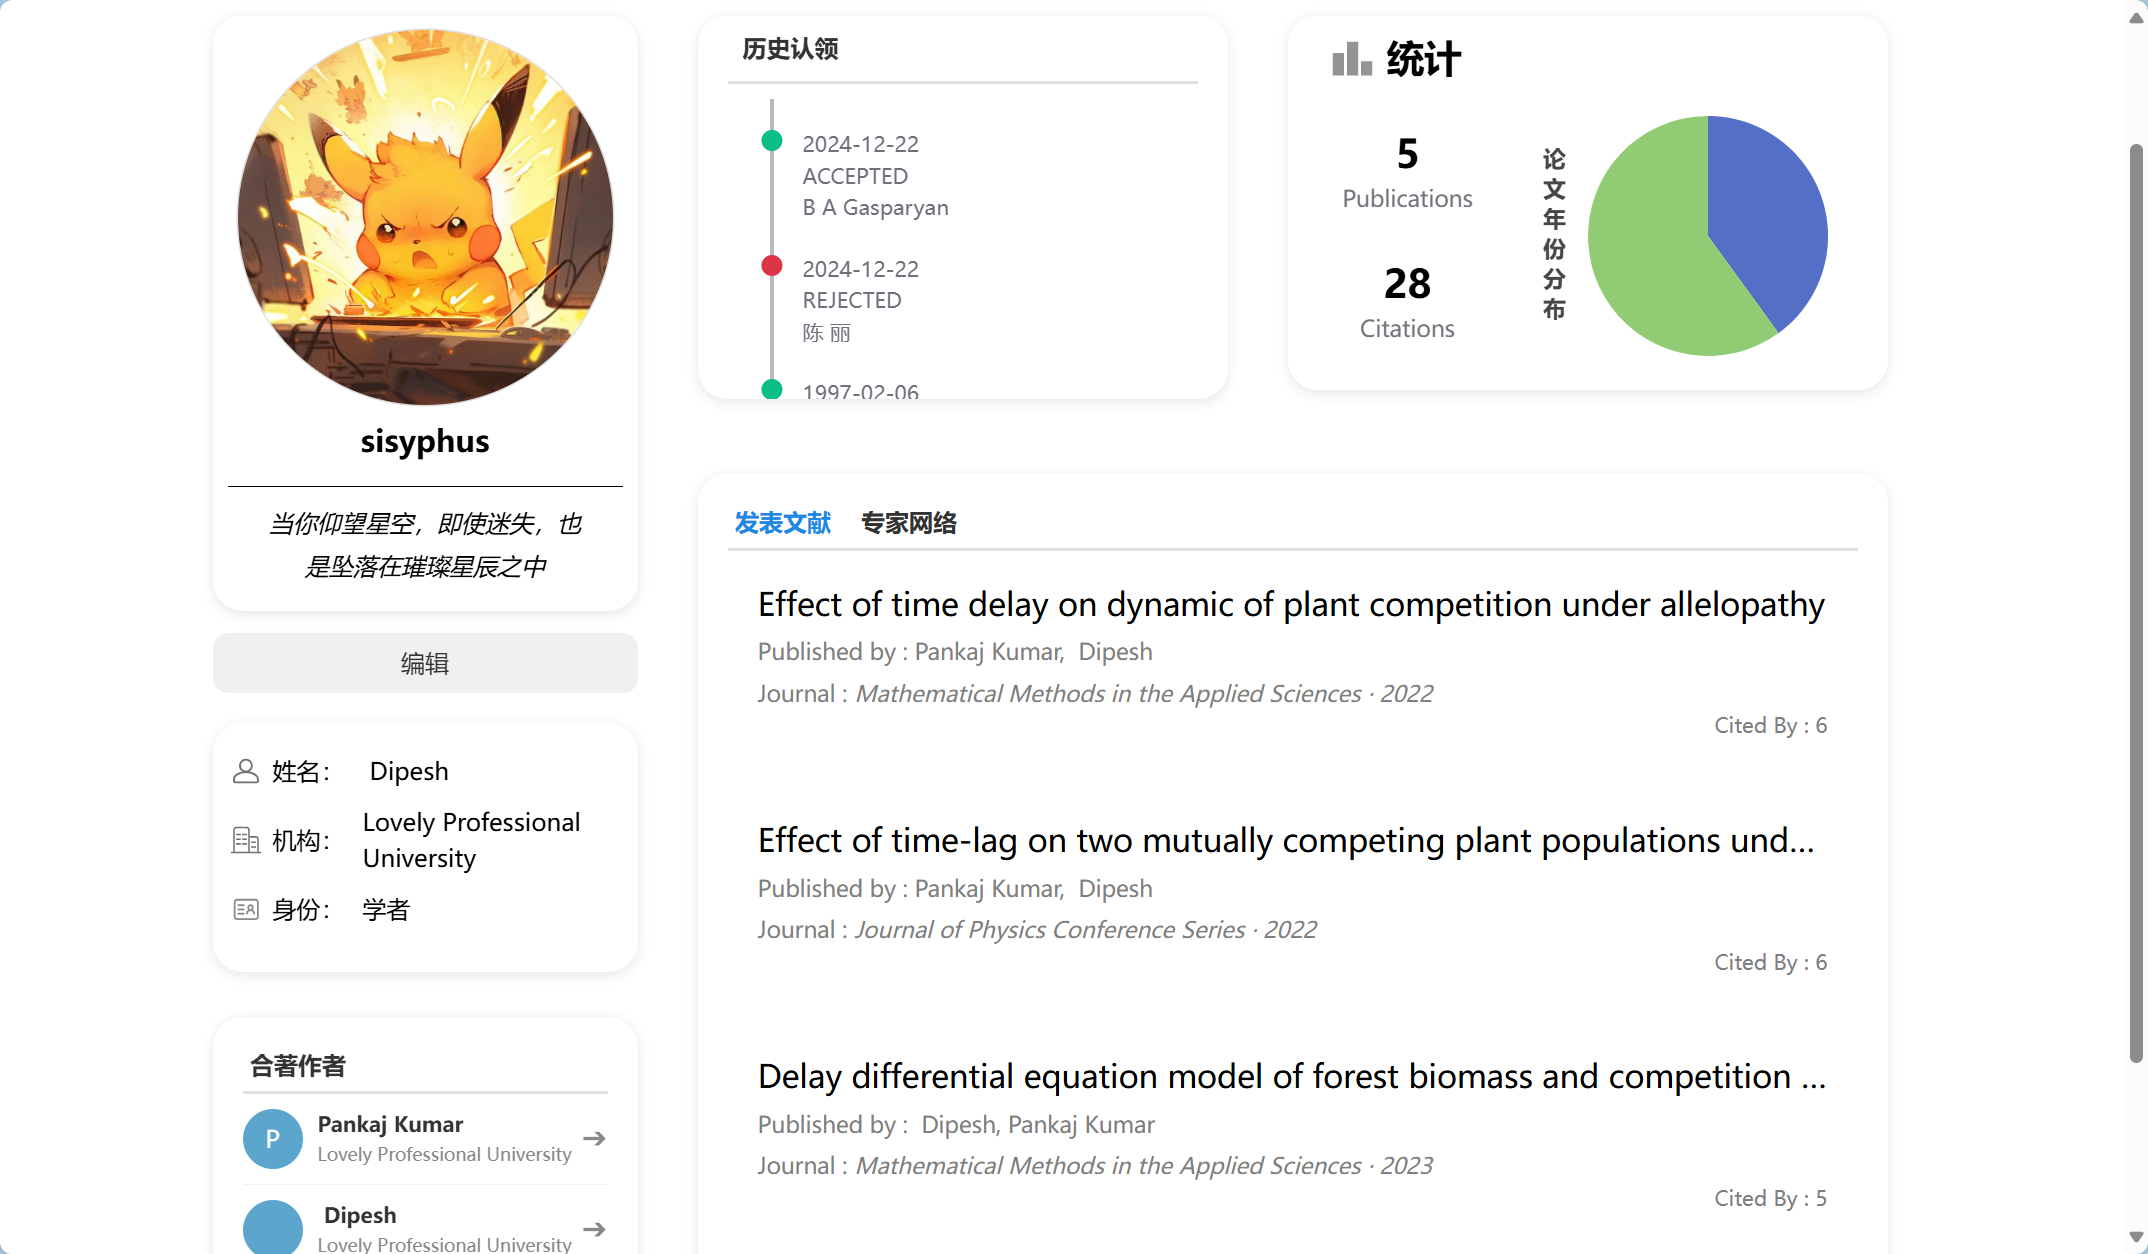 sisyphus
当你仰望星空，即使迷失，也
是坠落在璀璨星辰之中
编辑
姓名： Dipesh
机构： Lovely Professional
University
身份： 学者
合著作者
P
Pankaj Kumar
Lovely Professional University
Dipesh
Lovely Professional University
历史认领
2024-12-22
ACCEPTED
B A Gasparyan
2024-12-22
REJECTED
陈 丽
1997-02-06
统计
5
Publications
28
Citations
论文年份分布
发表文献 专家网络
Effect of time delay on dynamic of plant competition under allelopathy
Published by : Pankaj Kumar, Dipesh
Journal : Mathematical Methods in the Applied Sciences · 2022
Cited By : 6
Effect of time-lag on two mutually competing plant populations und...
Published by : Pankaj Kumar, Dipesh
Journal : Journal of Physics Conference Series · 2022
Cited By : 6
Delay differential equation model of forest biomass and competition ...
Published by : Dipesh, Pankaj Kumar
Journal : Mathematical Methods in the Applied Sciences · 2023
Cited By : 5